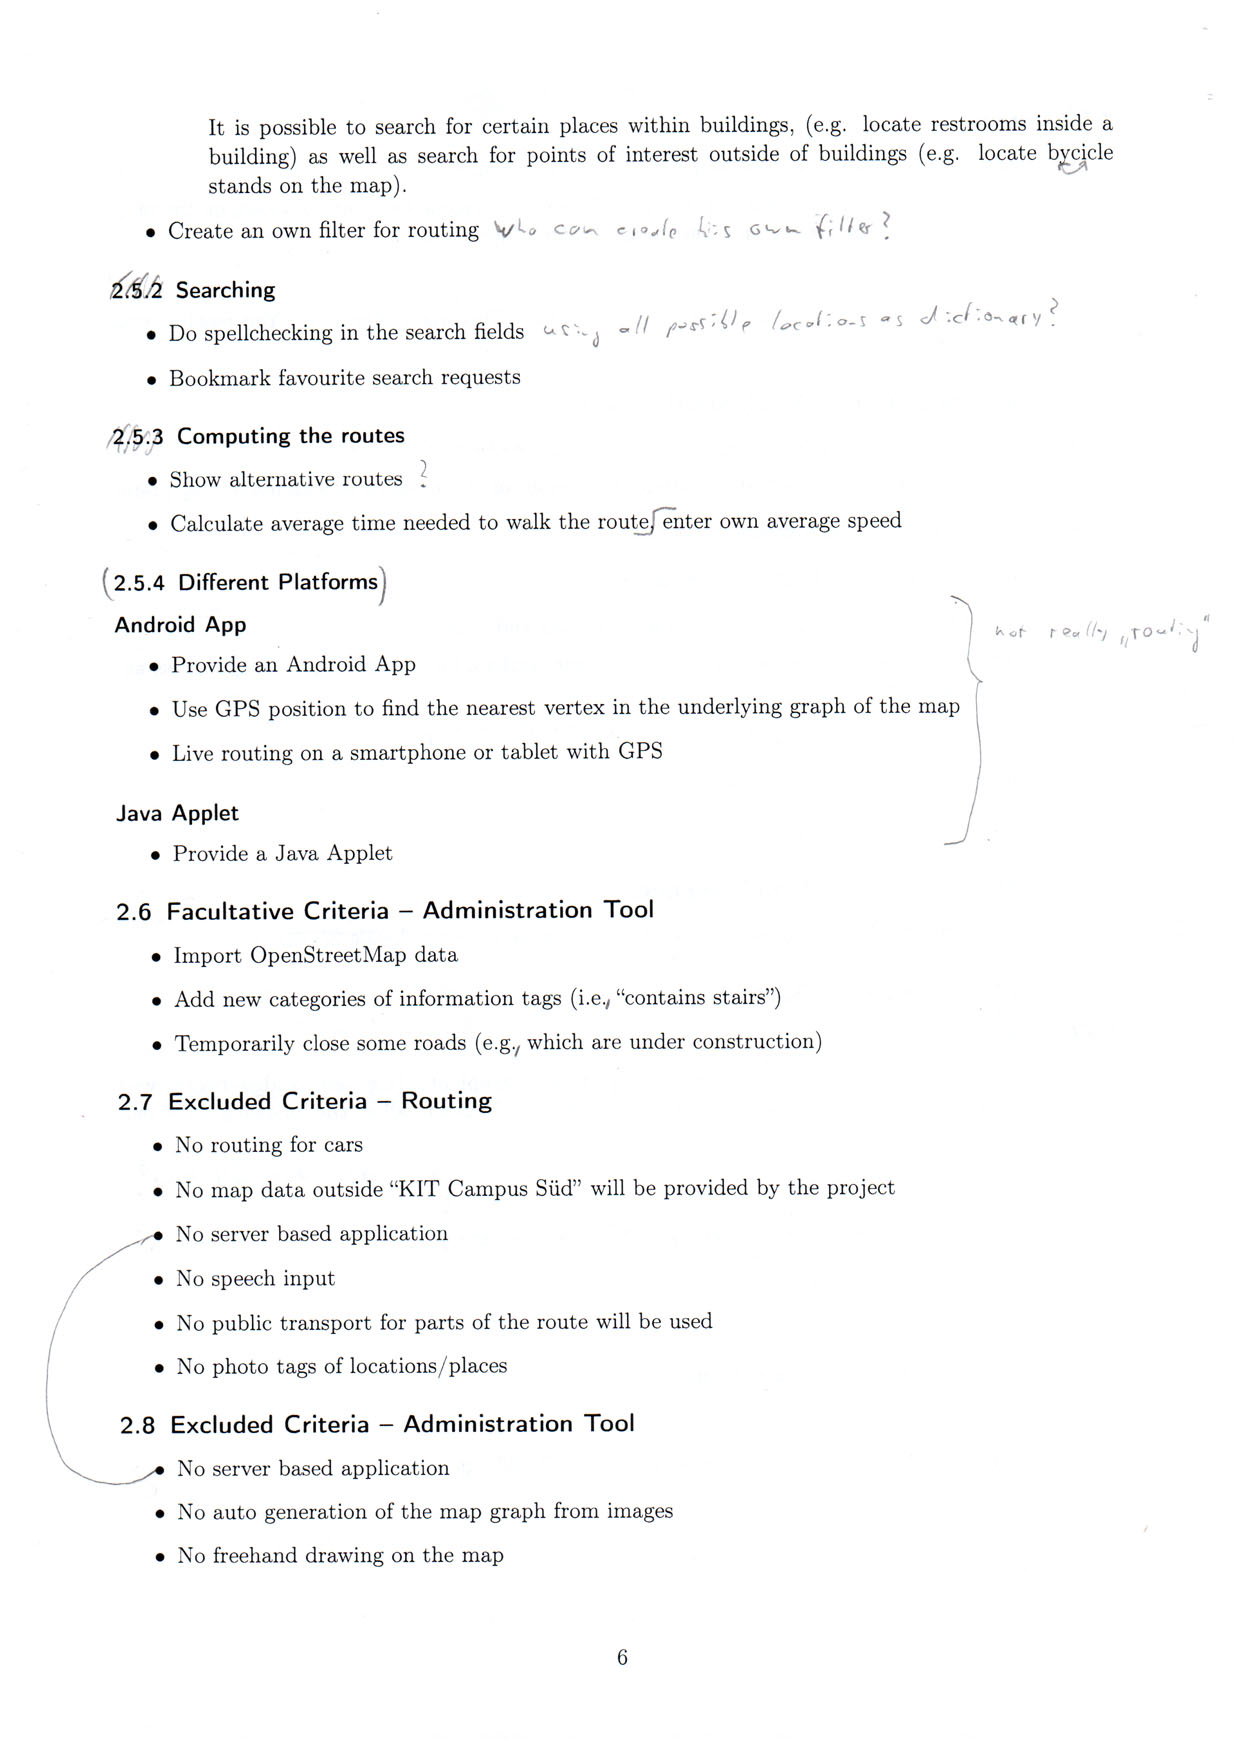 It is possible to search for certain places within buildings, (e.g. locate restrooms inside a
building) as well as search for points of interest outside of buildings (e.g. locate bycicle
stands on the map).
• Create an own filter for routing who can create his own filter?
2.5.2 Searching
• Do spellchecking in the search fields using all possible locations as dictionary?
• Bookmark favourite search requests
2.5.3 Computing the routes
• Show alternative routes ?
• Calculate average time needed to walk the route, enter own average speed
(2.5.4 Different Platforms)
Android App
not really „routing“
• Provide an Android App
• Use GPS position to find the nearest vertex in the underlying graph of the map
• Live routing on a smartphone or tablet with GPS
Java Applet
• Provide a Java Applet
2.6 Facultative Criteria – Administration Tool
• Import OpenStreetMap data
• Add new categories of information tags (i.e., “contains stairs”)
• Temporarily close some roads (e.g., which are under construction)
2.7 Excluded Criteria – Routing
• No routing for cars
• No map data outside “KIT Campus Süd” will be provided by the project
• No server based application
• No speech input
• No public transport for parts of the route will be used
• No photo tags of locations/places
2.8 Excluded Criteria – Administration Tool
• No server based application
• No auto generation of the map graph from images
• No freehand drawing on the map
6